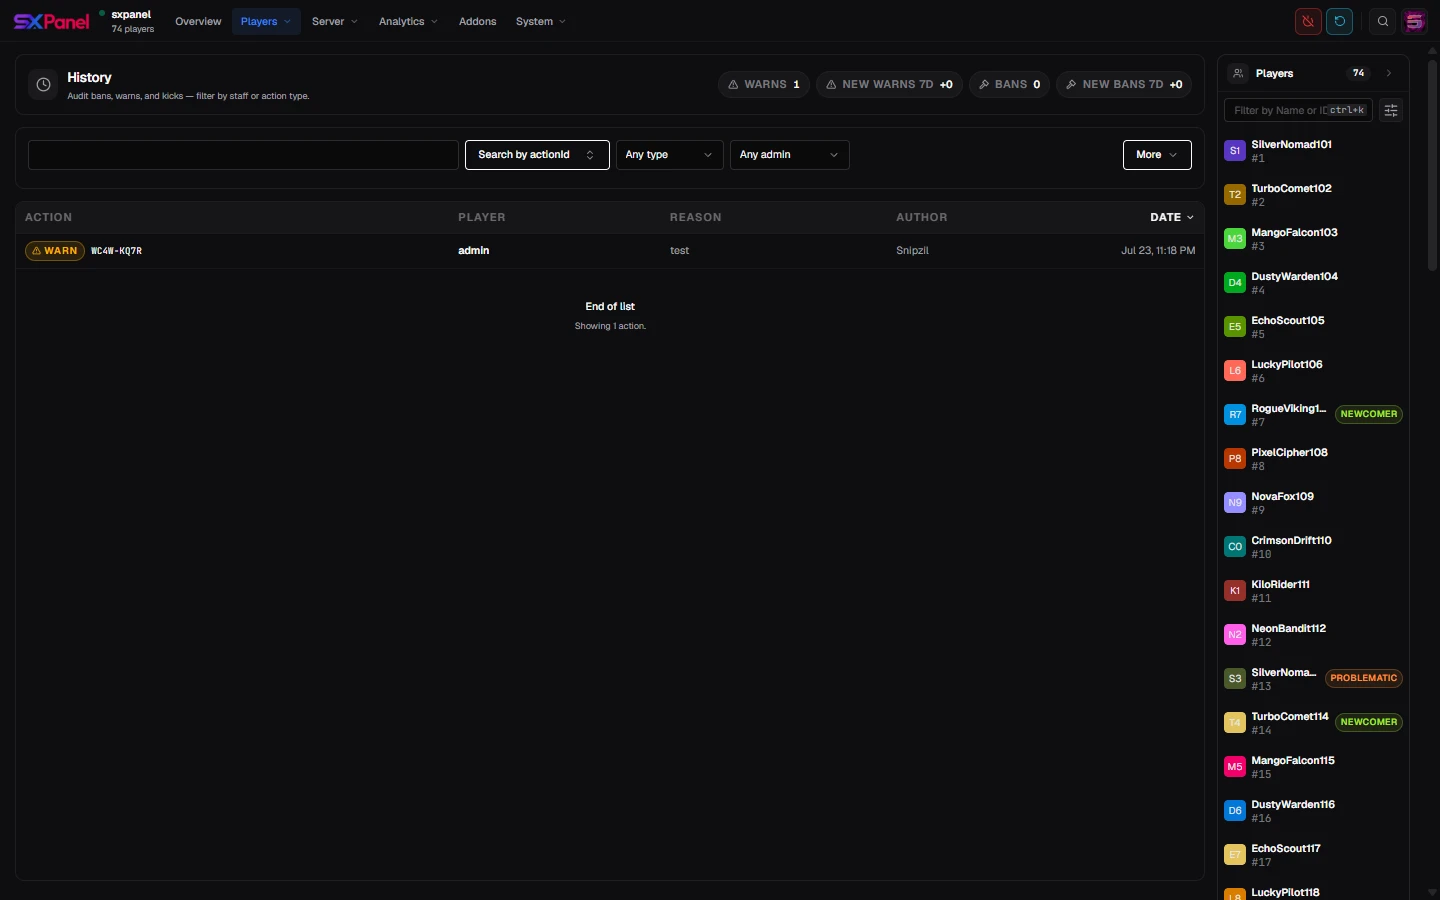 SXPanel
sxpanel
74 players
Overview
Players
Server
Analytics
Addons
System
History
Audit bans, warns, and kicks — filter by staff or action type.
WARNS 1
NEW WARNS 7D +0
BANS 0
NEW BANS 7D +0
Search by actionId
Any type
Any admin
More
ACTION
PLAYER
REASON
AUTHOR
DATE
WARN
WC4W-KQ7R
admin
test
Snipzil
Jul 23, 11:18 PM
End of list
Showing 1 action.
Players
74
Filter by Name or ID
ctrl+k
S1
SilverNomad101
#1
T2
TurboComet102
#2
M3
MangoFalcon103
#3
D4
DustyWarden104
#4
E5
EchoScout105
#5
L6
LuckyPilot106
#6
R7
RogueViking1...
NEWCOMER
#7
P8
PixelCipher108
#8
N9
NovaFox109
#9
C0
CrimsonDrift110
#10
K1
KiloRider111
#11
N2
NeonBandit112
#12
S3
SilverNoma...
PROBLEMATIC
#13
T4
TurboComet114
NEWCOMER
#14
M5
MangoFalcon115
#15
D6
DustyWarden116
#16
E7
EchoScout117
#17
L8
LuckyPilot118